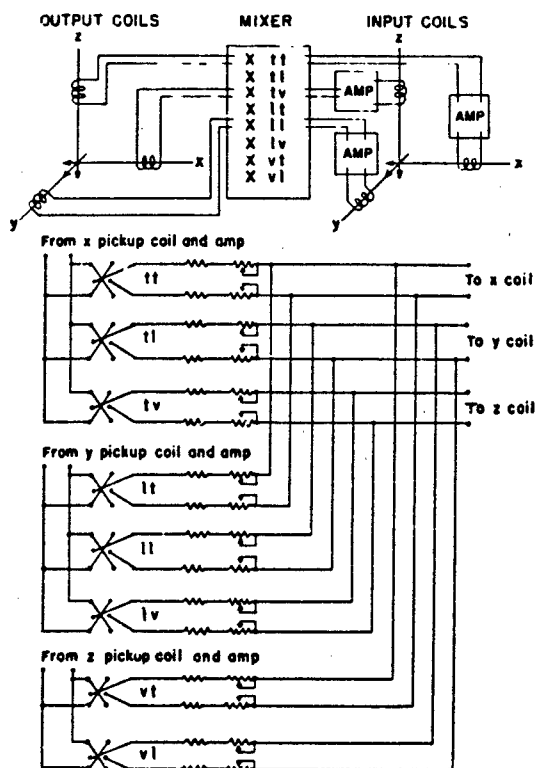 OUTPUT COILS MIXER INPUT COILS
z z
X tt
X tl
X tv
X lt
X ll
X lv
X vt
X vl
AMP
AMP
AMP
x x
y y
From x pickup coil and amp
tt
To x coil
tl
To y coil
tv
To z coil
From y pickup coil and amp
lt
ll
lv
From z pickup coil and amp
vt
vl